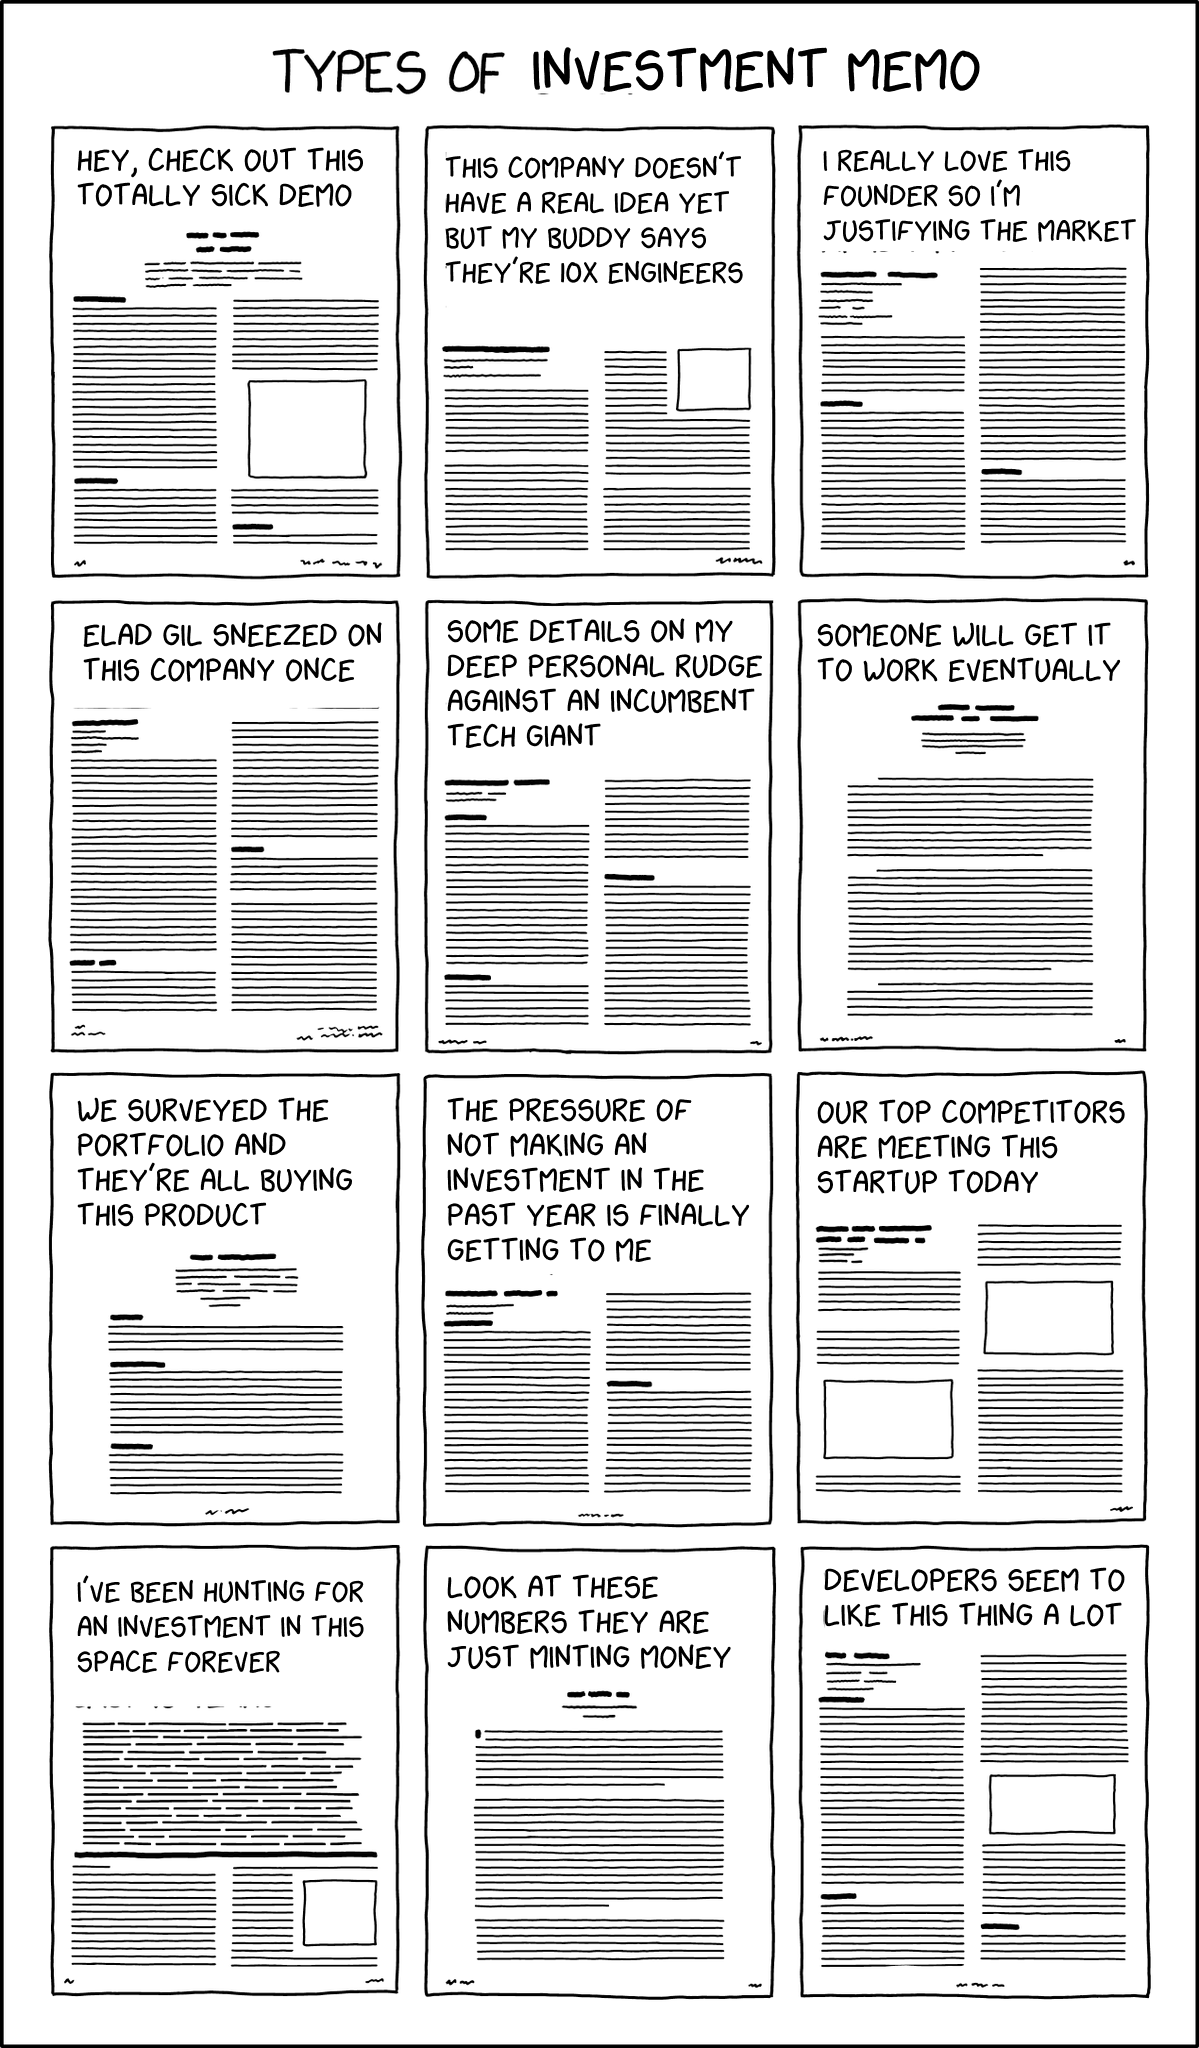 TYPES OF INVESTMENT MEMO
HEY, CHECK OUT THIS
TOTALLY SICK DEMO
THIS COMPANY DOESN'T
HAVE A REAL IDEA YET
BUT MY BUDDY SAYS
THEY'RE 10X ENGINEERS
I REALLY LOVE THIS
FOUNDER SO I'M
JUSTIFYING THE MARKET
ELAD GIL SNEEZED ON
THIS COMPANY ONCE
SOME DETAILS ON MY
DEEP PERSONAL RUDGE
AGAINST AN INCUMBENT
TECH GIANT
SOMEONE WILL GET IT
TO WORK EVENTUALLY
WE SURVEYED THE
PORTFOLIO AND
THEY'RE ALL BUYING
THIS PRODUCT
THE PRESSURE OF
NOT MAKING AN
INVESTMENT IN THE
PAST YEAR IS FINALLY
GETTING TO ME
OUR TOP COMPETITORS
ARE MEETING THIS
STARTUP TODAY
I'VE BEEN HUNTING FOR
AN INVESTMENT IN THIS
SPACE FOREVER
LOOK AT THESE
NUMBERS THEY ARE
JUST MINTING MONEY
DEVELOPERS SEEM TO
LIKE THIS THING A LOT